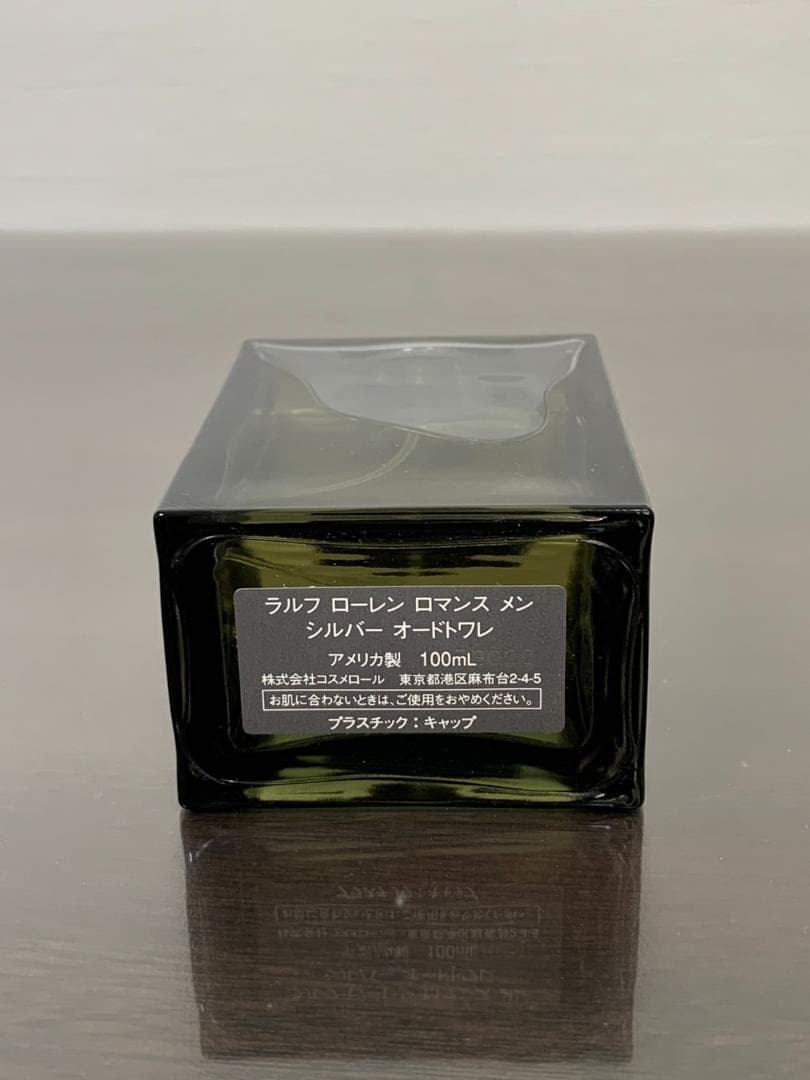 ラルフ ローレン ロマンス メン
シルバー オードトワレ
アメリカ製 100mL
株式会社コスメロール 東京都港区麻布台2-4-5
お肌に合わないときは、ご使用をおやめください。
プラスチック：キャップ